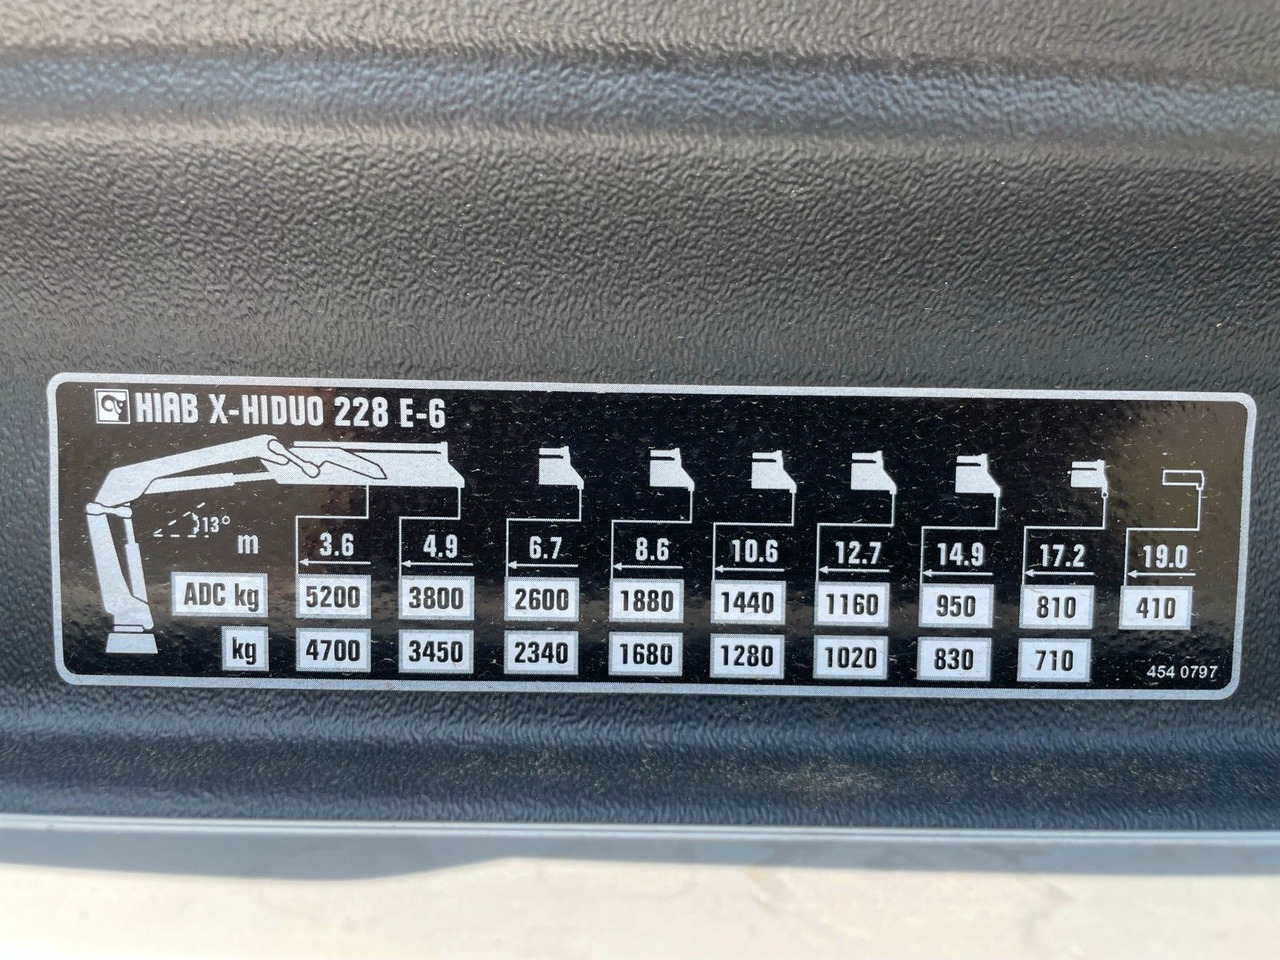 HIAB X-HIDUO 228 E-6
13°
m 3.6 4.9 6.7 8.6 10.6 12.7 14.9 17.2 19.0
ADC kg 5200 3800 2600 1880 1440 1160 950 810 410
kg 4700 3450 2340 1680 1280 1020 830 710
454 0797